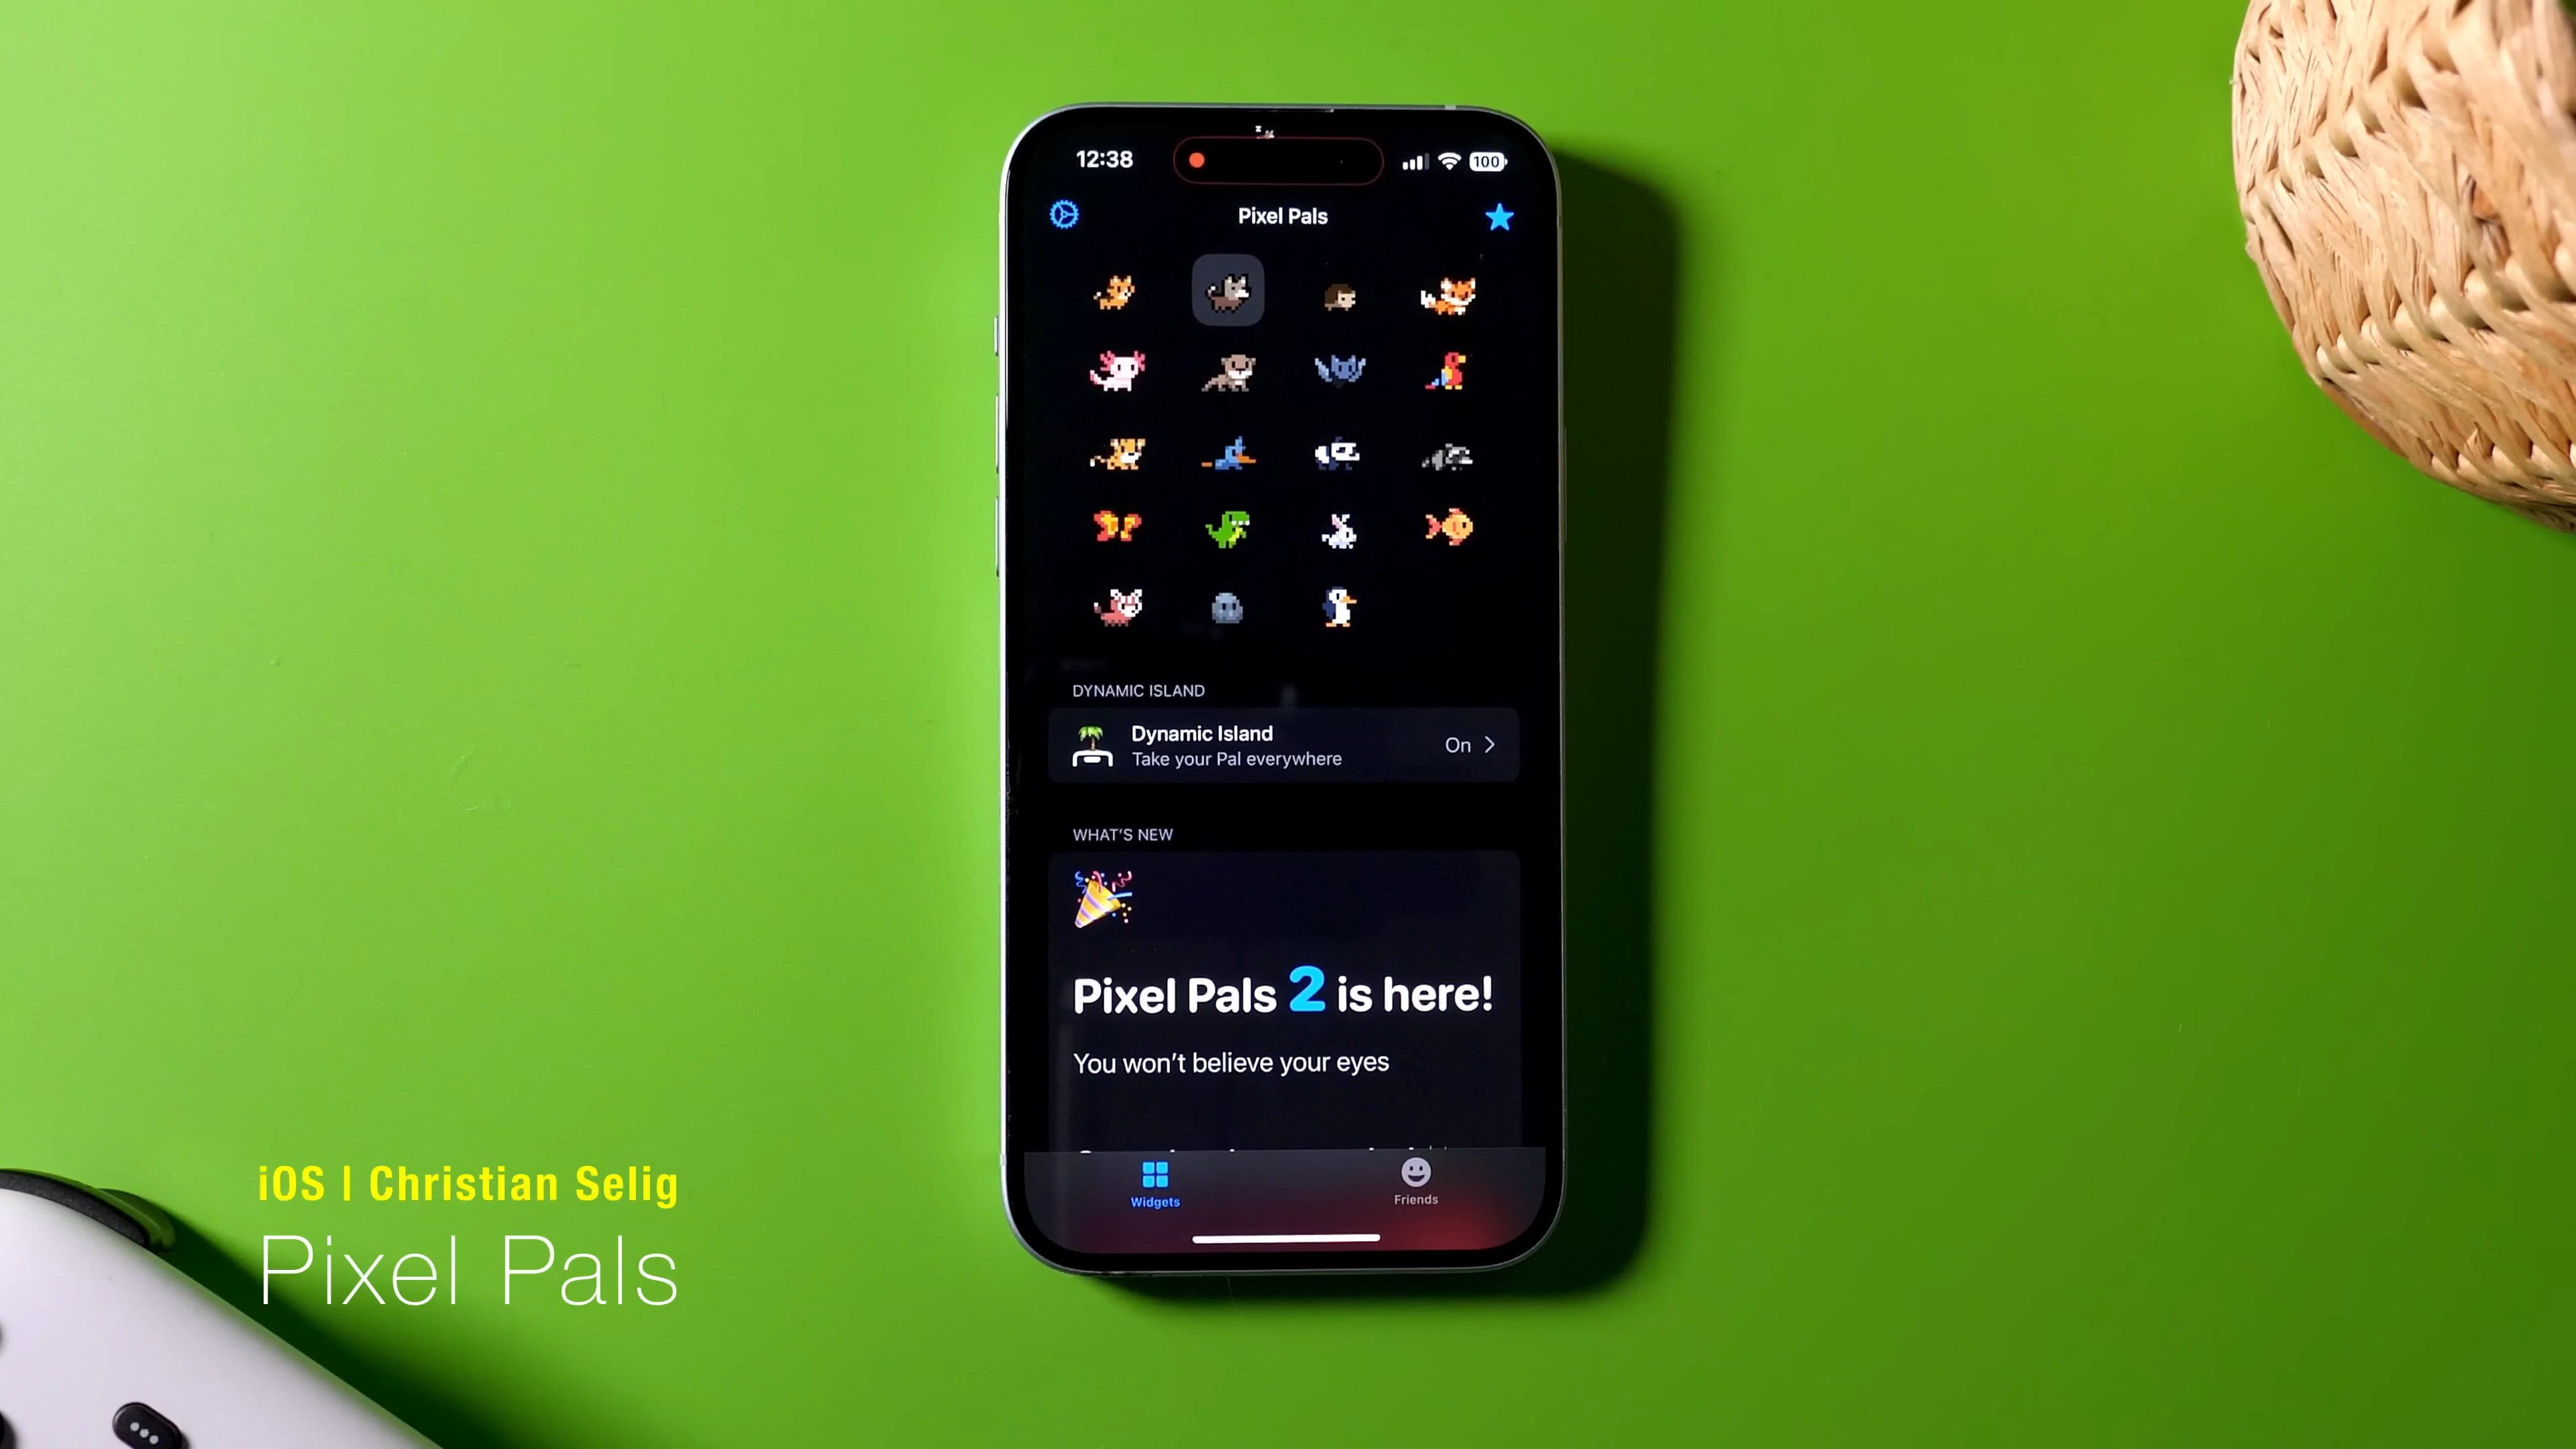 12:38
100
Pixel Pals
DYNAMIC ISLAND
Dynamic Island
Take your Pal everywhere
On
WHAT'S NEW
Pixel Pals 2 is here!
You won't believe your eyes
Widgets
Friends
iOS | Christian Selig
Pixel Pals